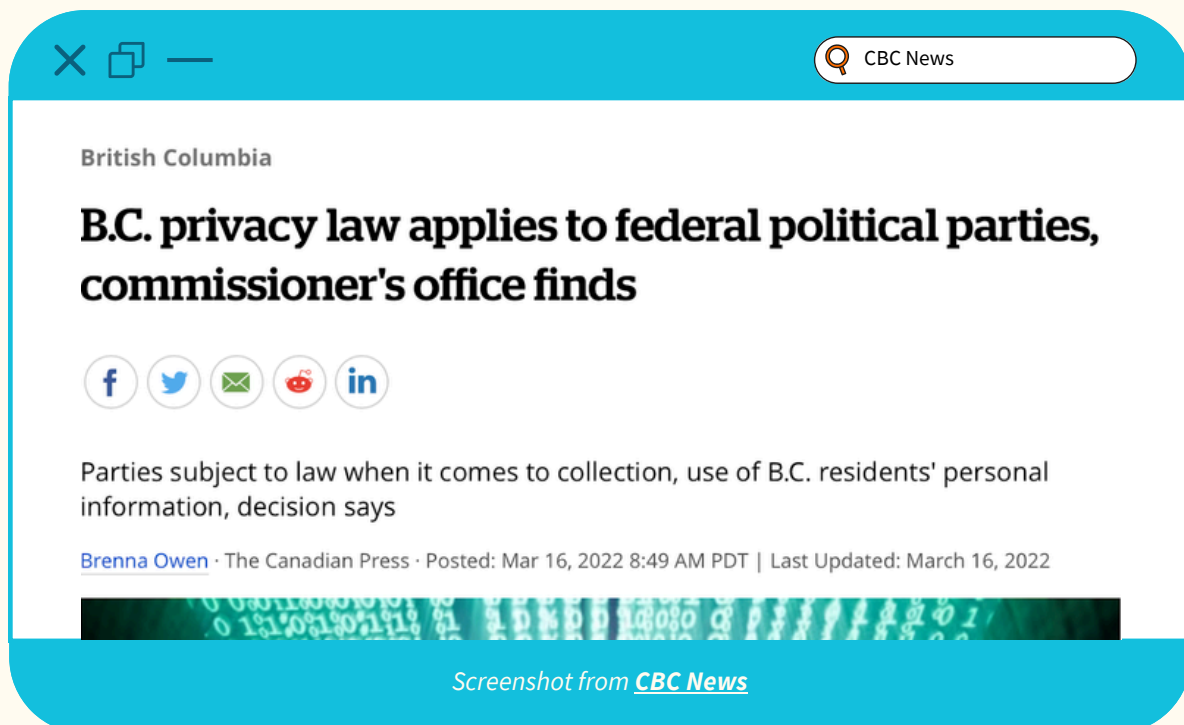 CBC News
British Columbia
B.C. privacy law applies to federal political parties,
commissioner's office finds
Parties subject to law when it comes to collection, use of B.C. residents' personal
information, decision says
Brenna Owen · The Canadian Press · Posted: Mar 16, 2022 8:49 AM PDT | Last Updated: March 16, 2022
Screenshot from CBC News